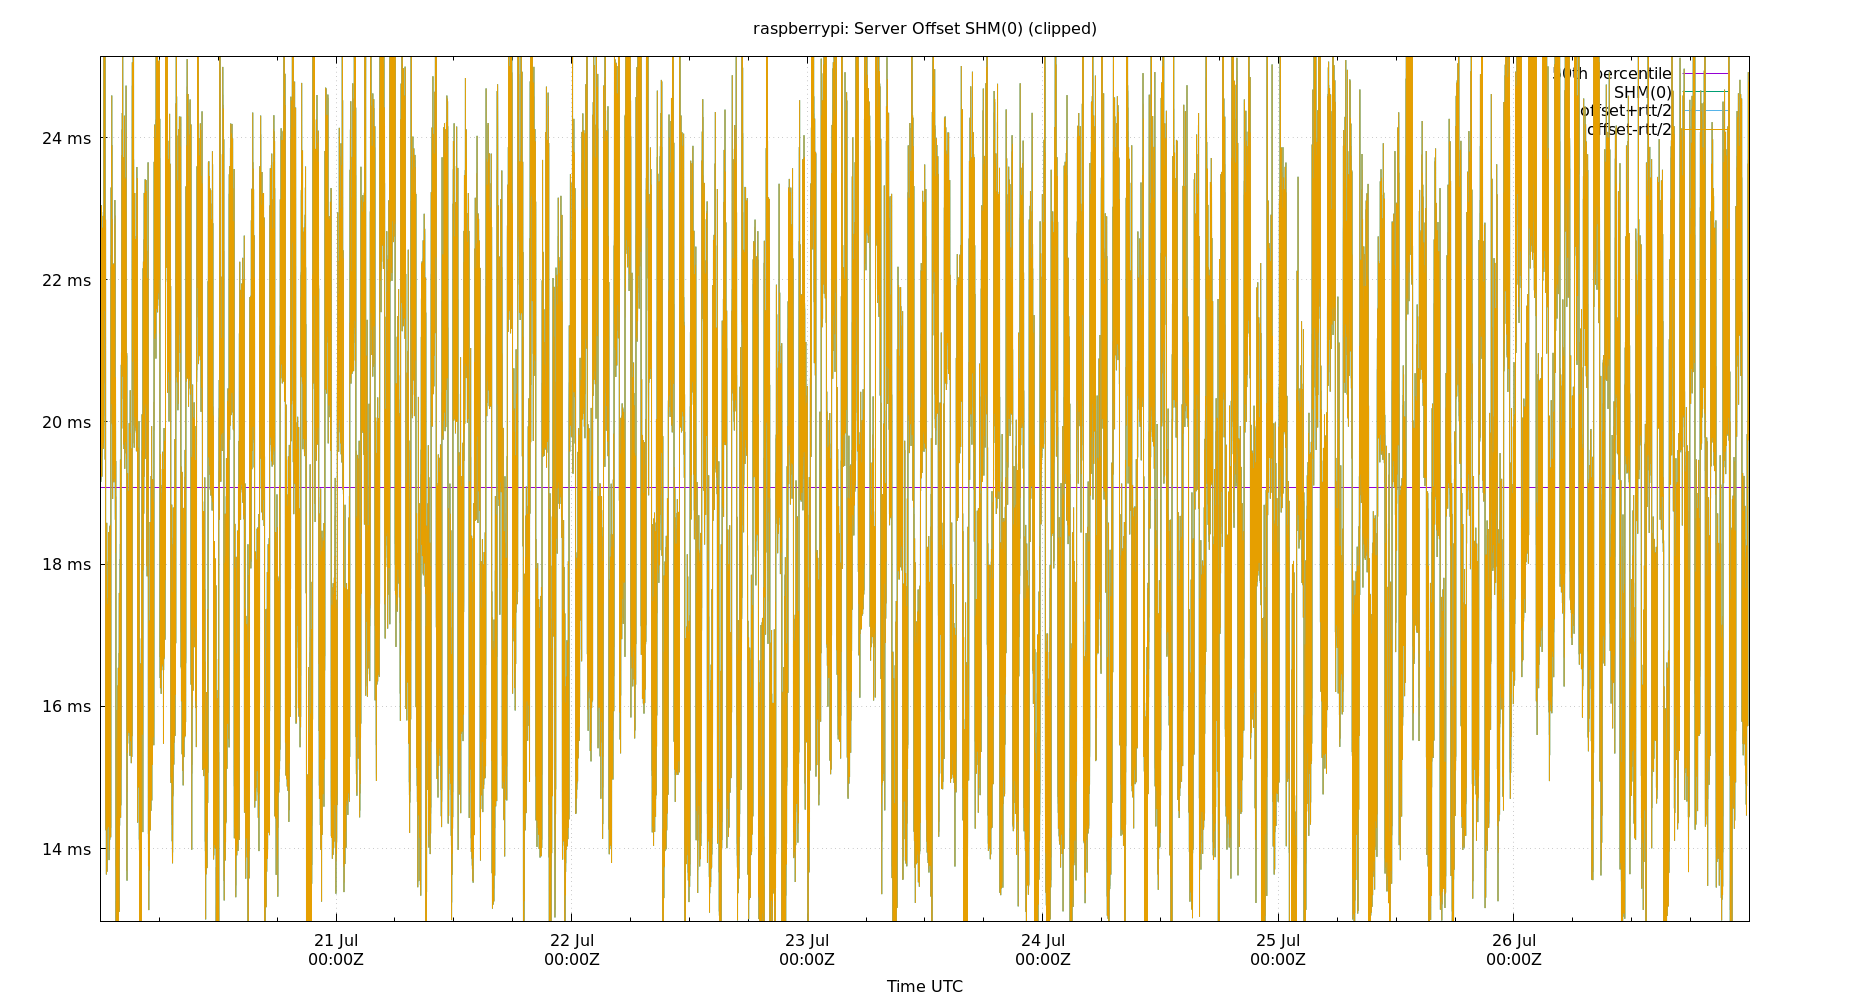 raspberrypi: Server Offset SHM(0) (clipped)
50th percentile
SHM(0)
offset+rtt/2
offset-rtt/2
24 ms
22 ms
20 ms
18 ms
16 ms
14 ms
21 Jul
00:00Z
22 Jul
00:00Z
23 Jul
00:00Z
24 Jul
00:00Z
25 Jul
00:00Z
26 Jul
00:00Z
Time UTC